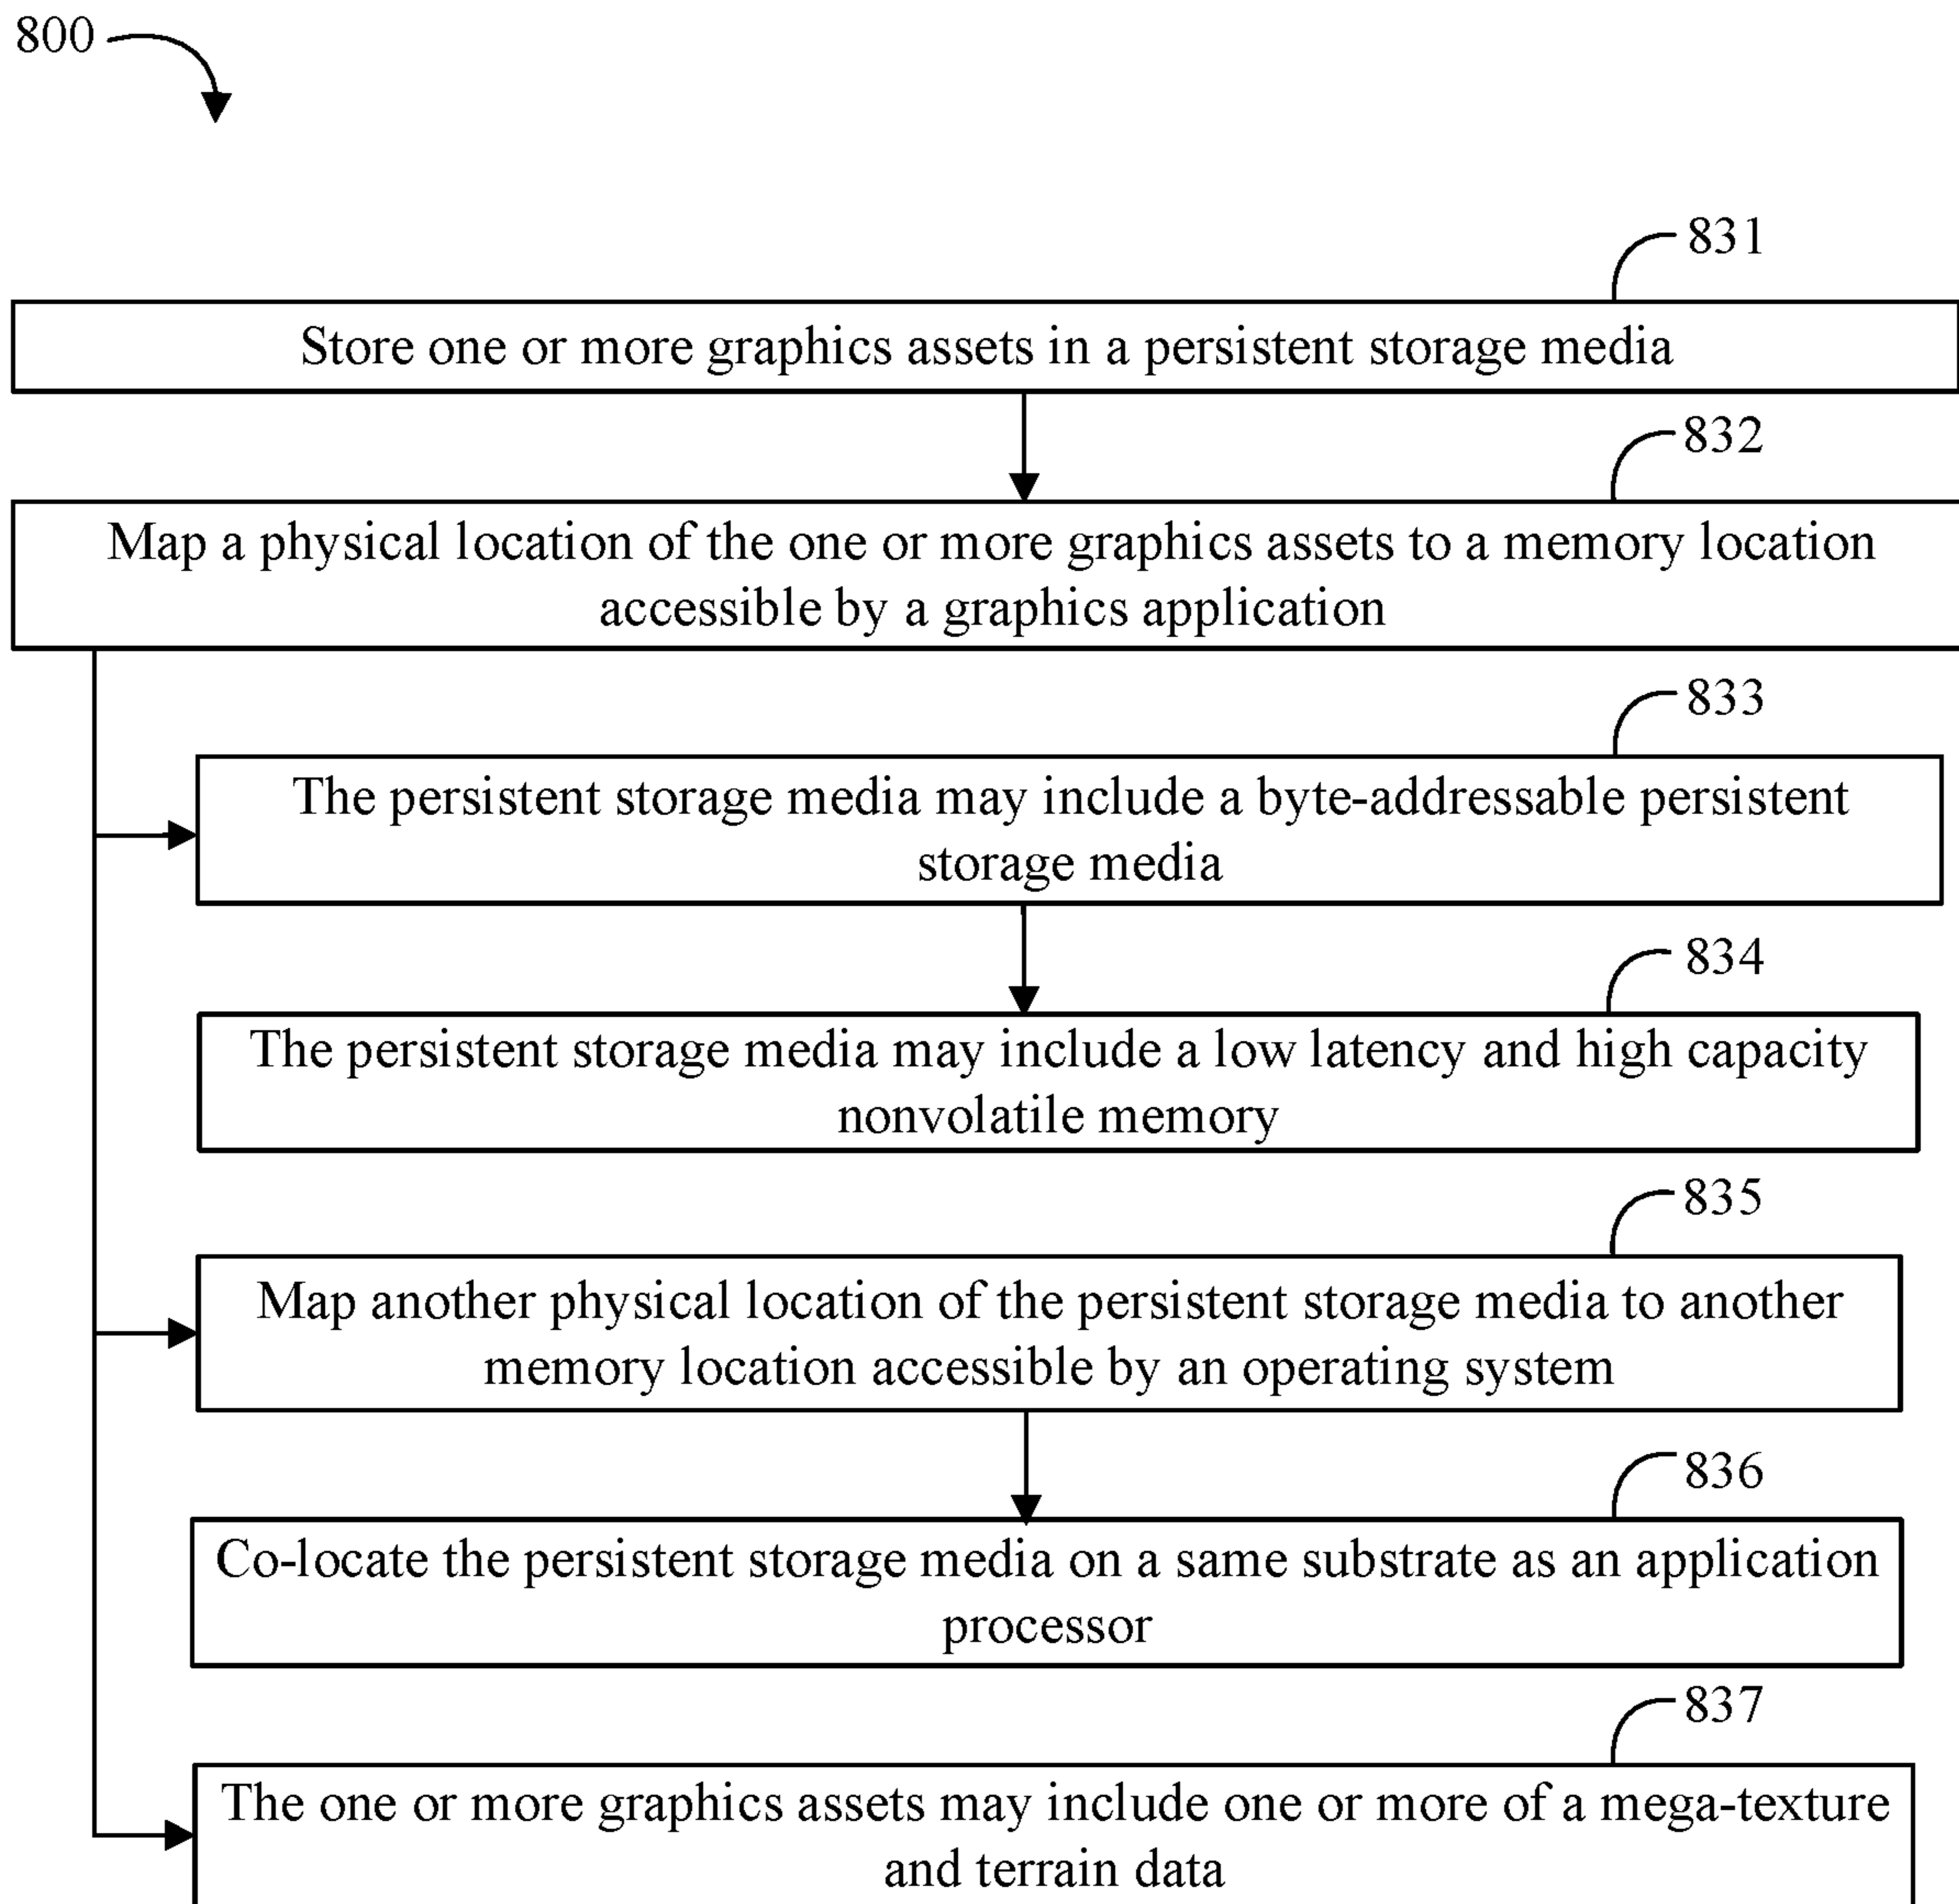 800
831
Store one or more graphics assets in a persistent storage media
832
Map a physical location of the one or more graphics assets to a memory location
accessible by a graphics application
833
The persistent storage media may include a byte-addressable persistent
storage media
834
The persistent storage media may include a low latency and high capacity
nonvolatile memory
835
Map another physical location of the persistent storage media to another
memory location accessible by an operating system
836
Co-locate the persistent storage media on a same substrate as an application
processor
837
The one or more graphics assets may include one or more of a mega-texture
and terrain data